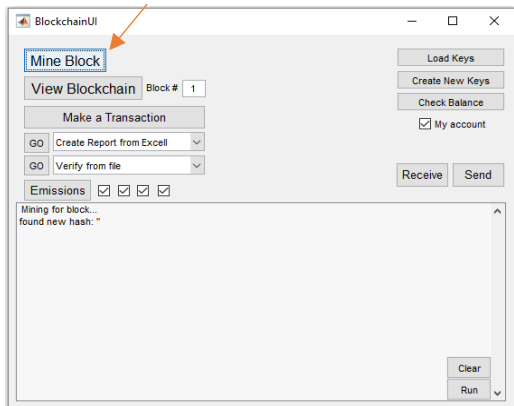 BlockchainUI
Mine Block
Load Keys
View Blockchain Block # 1
Create New Keys
Make a Transaction
Check Balance
My account
GO Create Report from Excell
GO Verify from file
Receive Send
Emissions
Mining for block...
found new hash: "
Clear
Run